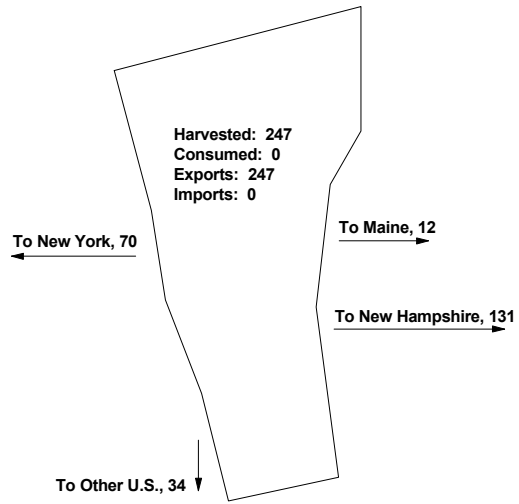 Harvested: 247
Consumed: 0
Exports: 247
Imports: 0
To New York, 70
To Maine, 12
To New Hampshire, 131
To Other U.S., 34